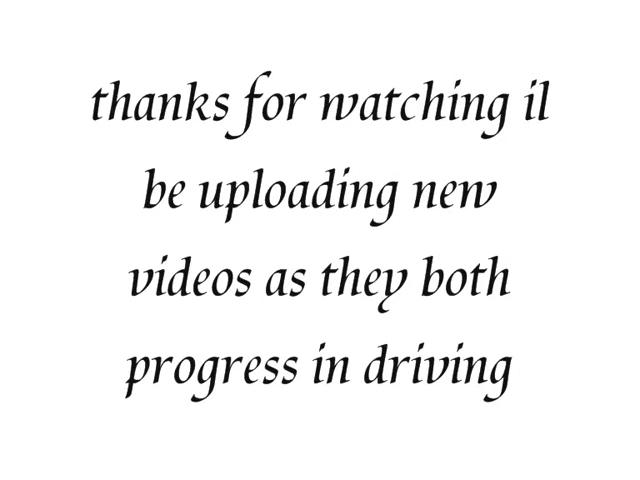 thanks for watching il
be uploading new
videos as they both
progress in driving